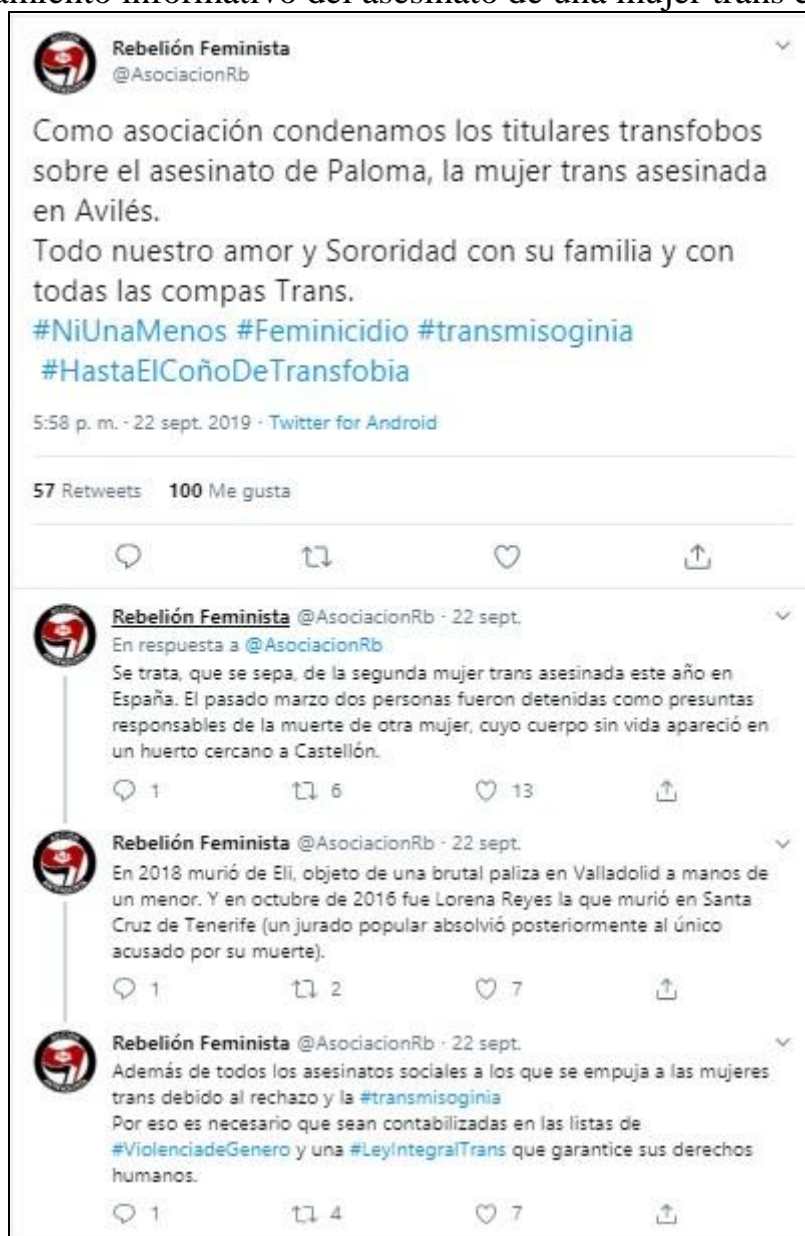 informativo del asesinato de una mujer trans
Rebelión Feminista
@AsociacionRb
Como asociación condenamos los titulares transfobos
sobre el asesinato de Paloma, la mujer trans asesinada
en Avilés.
Todo nuestro amor y Sororidad con su familia y con
todas las compas Trans.
#NiUnaMenos #Feminicidio #transmisoginia
#HastaElCoñoDeTransfobia
5:58 p. m. · 22 sept. 2019 · Twitter for Android
57 Retweets 100 Me gusta
Rebelión Feminista @AsociacionRb · 22 sept.
En respuesta a @AsociacionRb
Se trata, que se sepa, de la segunda mujer trans asesinada este año en
España. El pasado marzo dos personas fueron detenidas como presuntas
responsables de la muerte de otra mujer, cuyo cuerpo sin vida apareció en
un huerto cercano a Castellón.
1 6 13
Rebelión Feminista @AsociacionRb · 22 sept.
En 2018 murió de Eli, objeto de una brutal paliza en Valladolid a manos de
un menor. Y en octubre de 2016 fue Lorena Reyes la que murió en Santa
Cruz de Tenerife (un jurado popular absolvió posteriormente al único
acusado por su muerte).
1 2 7
Rebelión Feminista @AsociacionRb · 22 sept.
Además de todos los asesinatos sociales a los que se empuja a las mujeres
trans debido al rechazo y la #transmisoginia
Por eso es necesario que sean contabilizadas en las listas de
#ViolenciadeGenero y una #LeyIntegralTrans que garantice sus derechos
humanos.
1 4 7